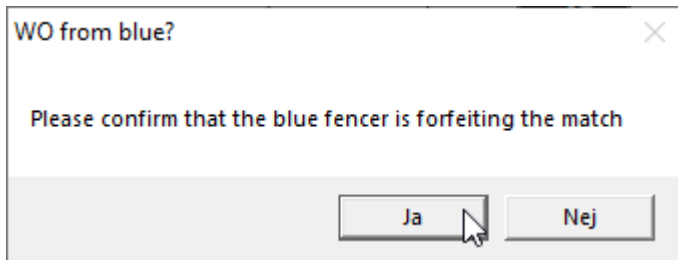 WO from blue?
Please confirm that the blue fencer is forfeiting the match
Ja
Nej